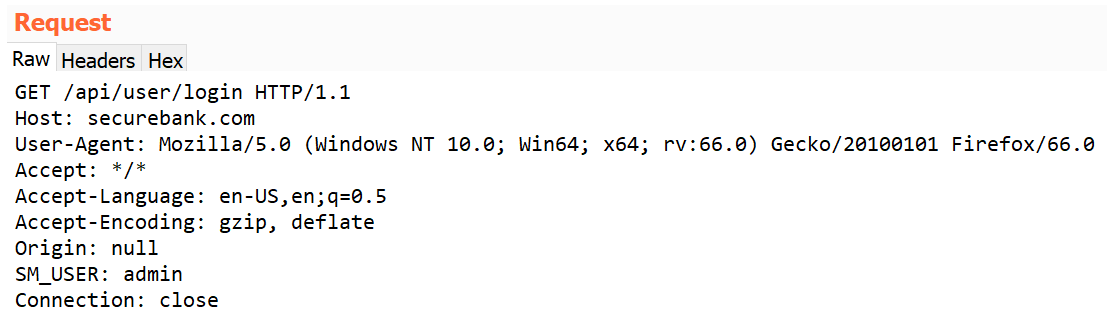 Request
Raw Headers Hex
GET /api/user/login HTTP/1.1
Host: securebank.com
User-Agent: Mozilla/5.0 (Windows NT 10.0; Win64; x64; rv:66.0) Gecko/20100101 Firefox/66.0
Accept: */*
Accept-Language: en-US,en;q=0.5
Accept-Encoding: gzip, deflate
Origin: null
SM_USER: admin
Connection: close